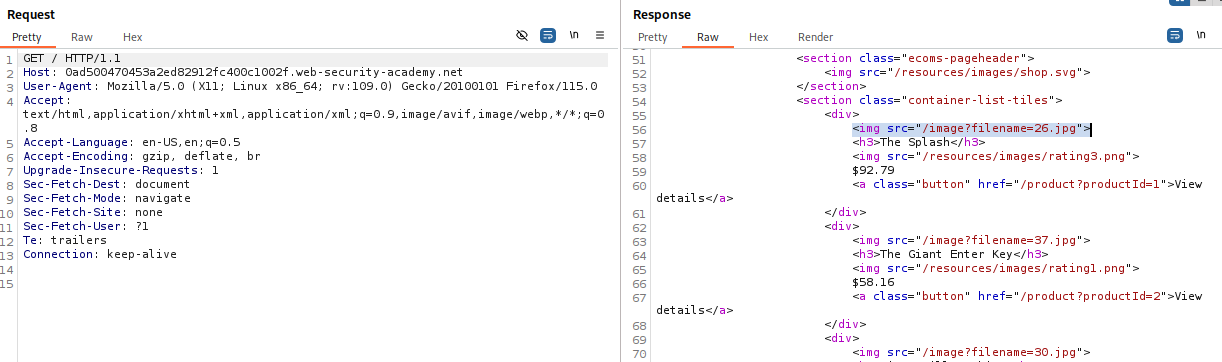 Request
Pretty Raw Hex
\n
1 GET / HTTP/1.1
2 Host: 0ad500470453a2ed82912fc400c1002f.web-security-academy.net
3 User-Agent: Mozilla/5.0 (X11; Linux x86_64; rv:109.0) Gecko/20100101 Firefox/115.0
4 Accept:
text/html,application/xhtml+xml,application/xml;q=0.9,image/avif,image/webp,*/*;q=0
.8
5 Accept-Language: en-US,en;q=0.5
6 Accept-Encoding: gzip, deflate, br
7 Upgrade-Insecure-Requests: 1
8 Sec-Fetch-Dest: document
9 Sec-Fetch-Mode: navigate
10 Sec-Fetch-Site: none
11 Sec-Fetch-User: ?1
12 Te: trailers
13 Connection: keep-alive
14
15
Response
Pretty Raw Hex Render
\n
51 <section class="ecoms-pageheader">
52 <img src="/resources/images/shop.svg">
53 </section>
54 <section class="container-list-tiles">
55 <div>
56 <img src="/image?filename=26.jpg">
57 <h3>The Splash</h3>
58 <img src="/resources/images/rating3.png">
59 $92.79
60 <a class="button" href="/product?productId=1">View
details</a>
61 </div>
62 <div>
63 <img src="/image?filename=37.jpg">
64 <h3>The Giant Enter Key</h3>
65 <img src="/resources/images/rating1.png">
66 $58.16
67 <a class="button" href="/product?productId=2">View
details</a>
68 </div>
69 <div>
70 <img src="/image?filename=30.jpg">